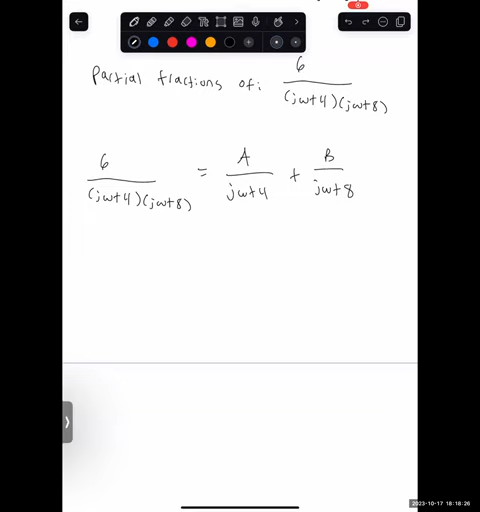 Partial fractions of: 6/((jω+4)(jω+8))
6/((jω+4)(jω+8)) = A/(jω+4) + B/(jω+8)
2023-10-17 18:18:26